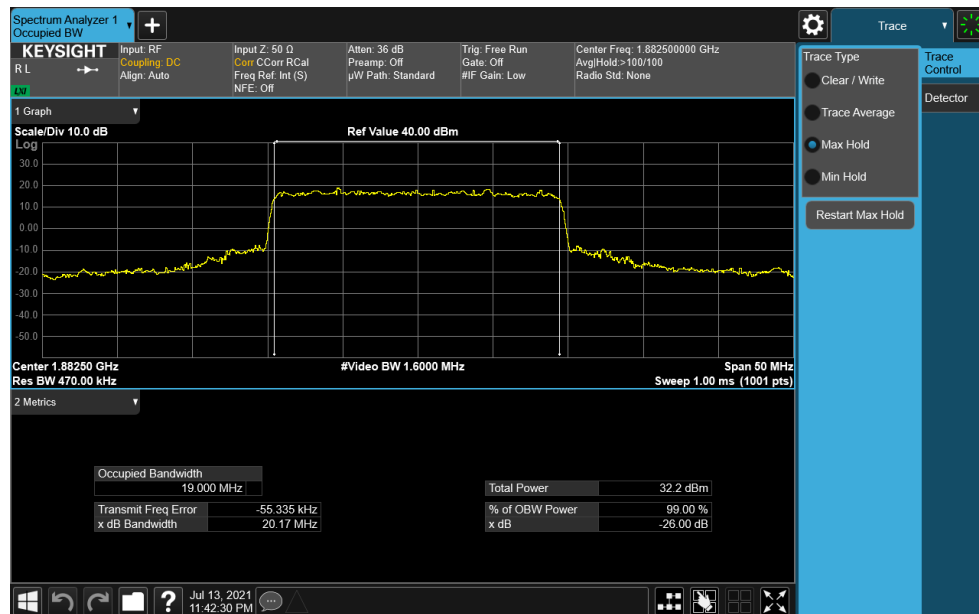 Spectrum Analyzer 1
Occupied BW
Trace
KEYSIGHT
R L
LXI
Input: RF
Coupling: DC
Align: Auto
Input Z: 50 Ω
Corr CCorr RCal
Freq Ref: Int (S)
NFE: Off
Atten: 36 dB
Preamp: Off
µW Path: Standard
Trig: Free Run
Gate: Off
#IF Gain: Low
Center Freq: 1.882500000 GHz
Avg|Hold:>100/100
Radio Std: None
Trace Type
Clear / Write
Trace Average
Max Hold
Min Hold
Restart Max Hold
Trace
Control
Detector
1 Graph
Scale/Div 10.0 dB
Ref Value 40.00 dBm
Log
30.0
20.0
10.0
0.00
-10.0
-20.0
-30.0
-40.0
-50.0
Center 1.88250 GHz
#Video BW 1.6000 MHz
Span 50 MHz
Res BW 470.00 kHz
Sweep 1.00 ms (1001 pts)
2 Metrics
Occupied Bandwidth
19.000 MHz
Total Power 32.2 dBm
Transmit Freq Error -55.335 kHz
% of OBW Power 99.00 %
x dB Bandwidth 20.17 MHz
x dB -26.00 dB
?
Jul 13, 2021
11:42:30 PM